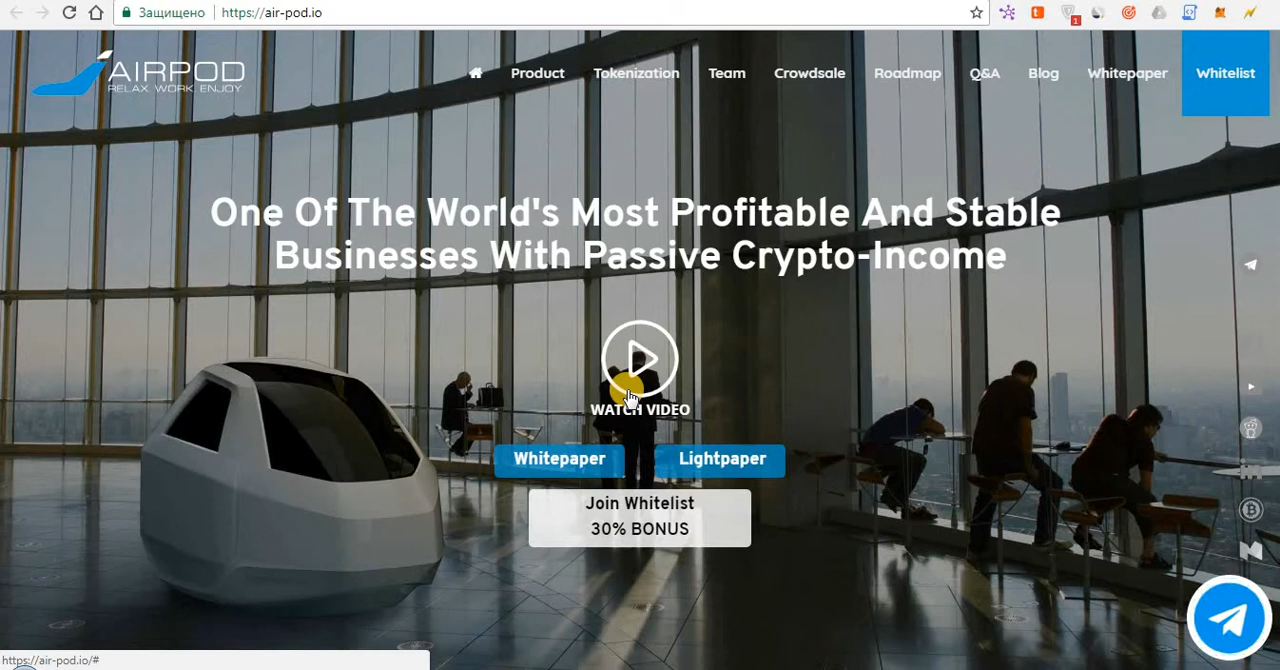 Защищено https://air-pod.io
1
AIRPOD
RELAX. WORK. ENJOY
Product Tokenization Team Crowdsale Roadmap Q&A Blog Whitepaper Whitelist
One Of The World's Most Profitable And Stable
Businesses With Passive Crypto-Income
WATCH VIDEO
Whitepaper Lightpaper
Join Whitelist
30% BONUS
https://air-pod.io/#